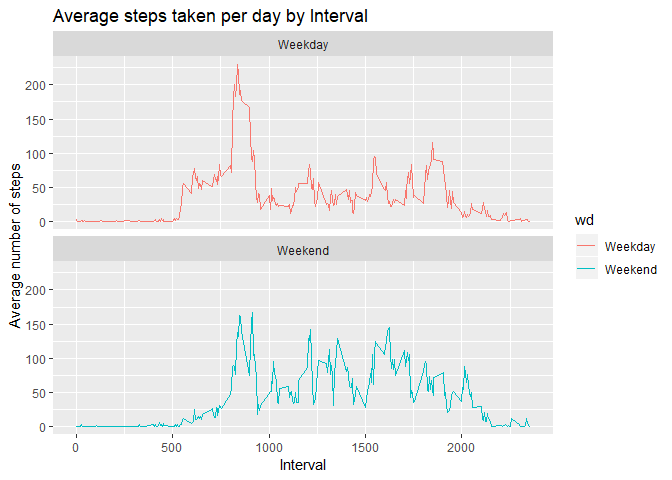 Average steps taken per day by Interval
Weekday
200
150
100
50
0
Weekend
200
150
100
50
0
0 500 1000 1500 2000
Interval
Average number of steps
wd
Weekday
Weekend